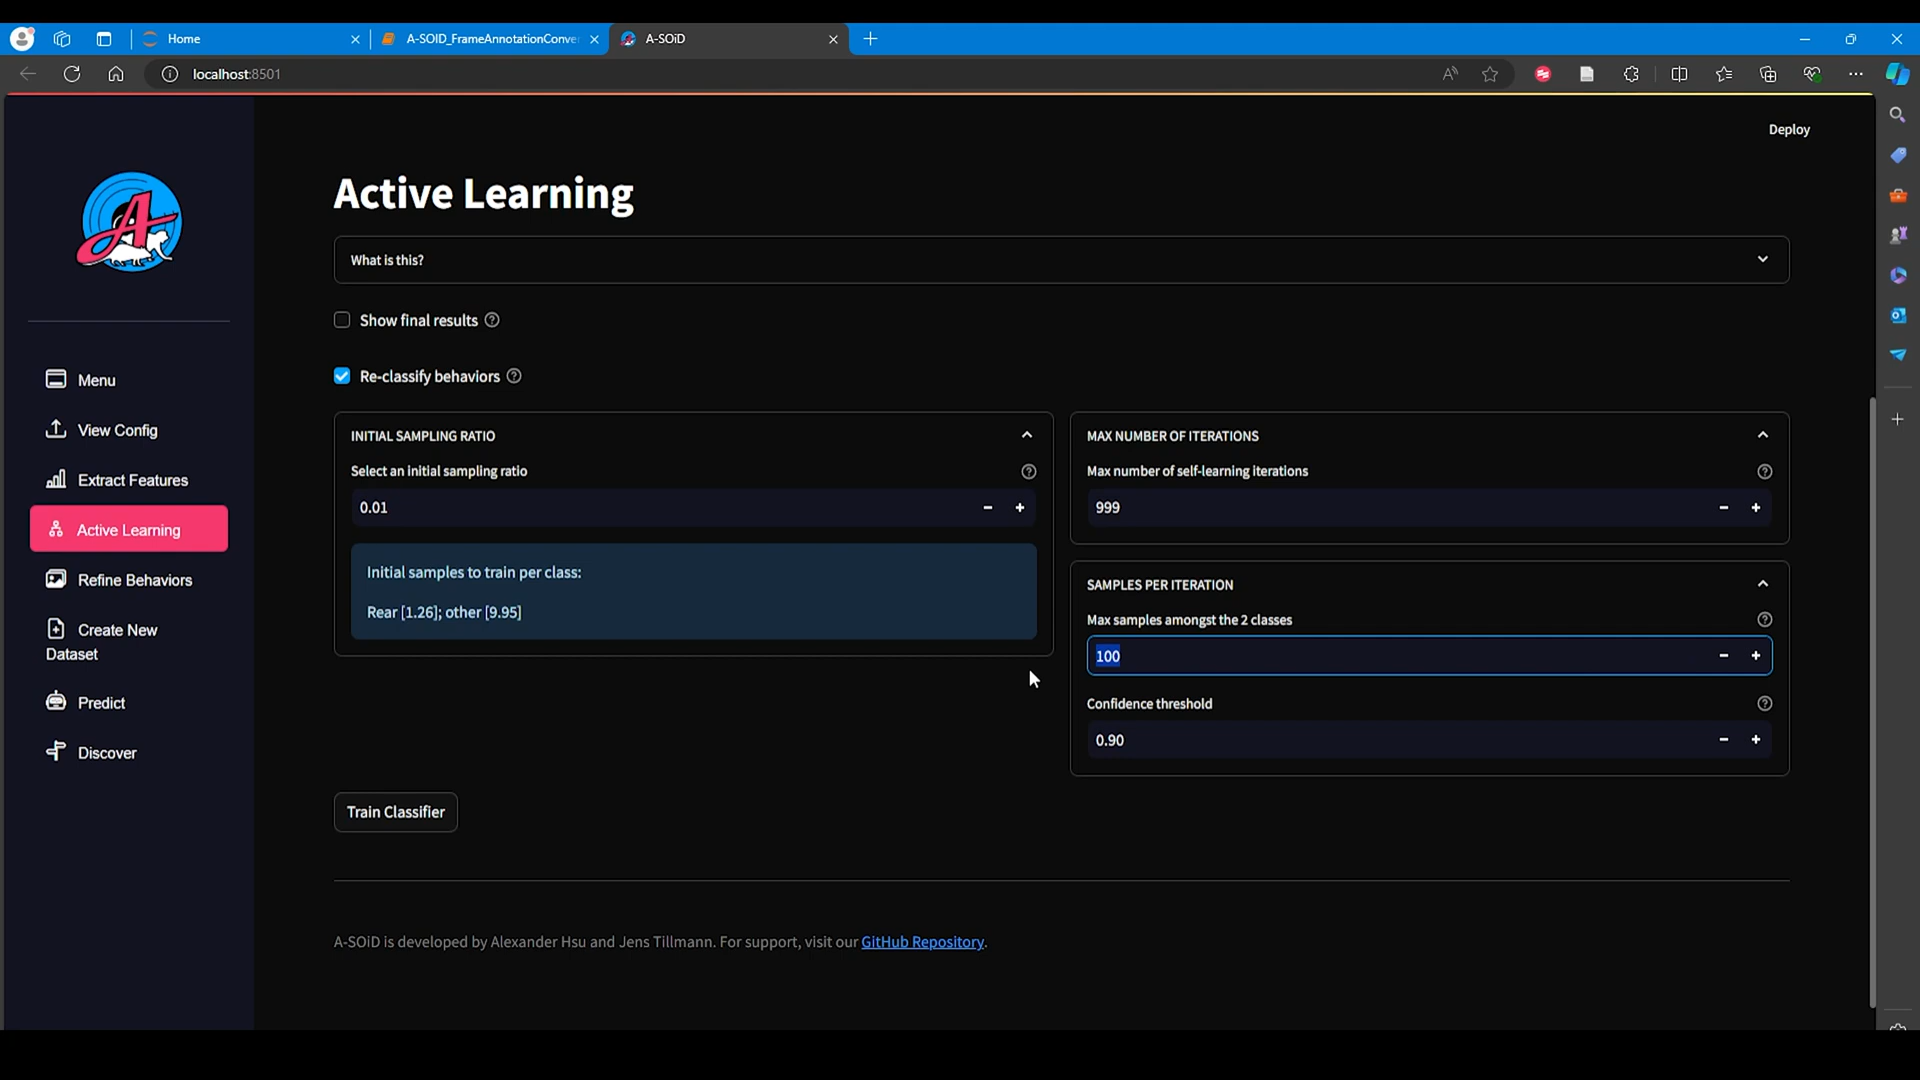 Home
A-SOID_FrameAnnotationConve
A-SOiD
localhost:8501
Deploy
Active Learning
What is this?
Show final results
Re-classify behaviors
Menu
View Config
Extract Features
Active Learning
Refine Behaviors
Create New
Dataset
Predict
Discover
INITIAL SAMPLING RATIO
Select an initial sampling ratio
0.01
Initial samples to train per class:
Rear [1.26]; other [9.95]
MAX NUMBER OF ITERATIONS
Max number of self-learning iterations
999
SAMPLES PER ITERATION
Max samples amongst the 2 classes
100
Confidence threshold
0.90
Train Classifier
A-SOiD is developed by Alexander Hsu and Jens Tillmann. For support, visit our GitHub Repository.